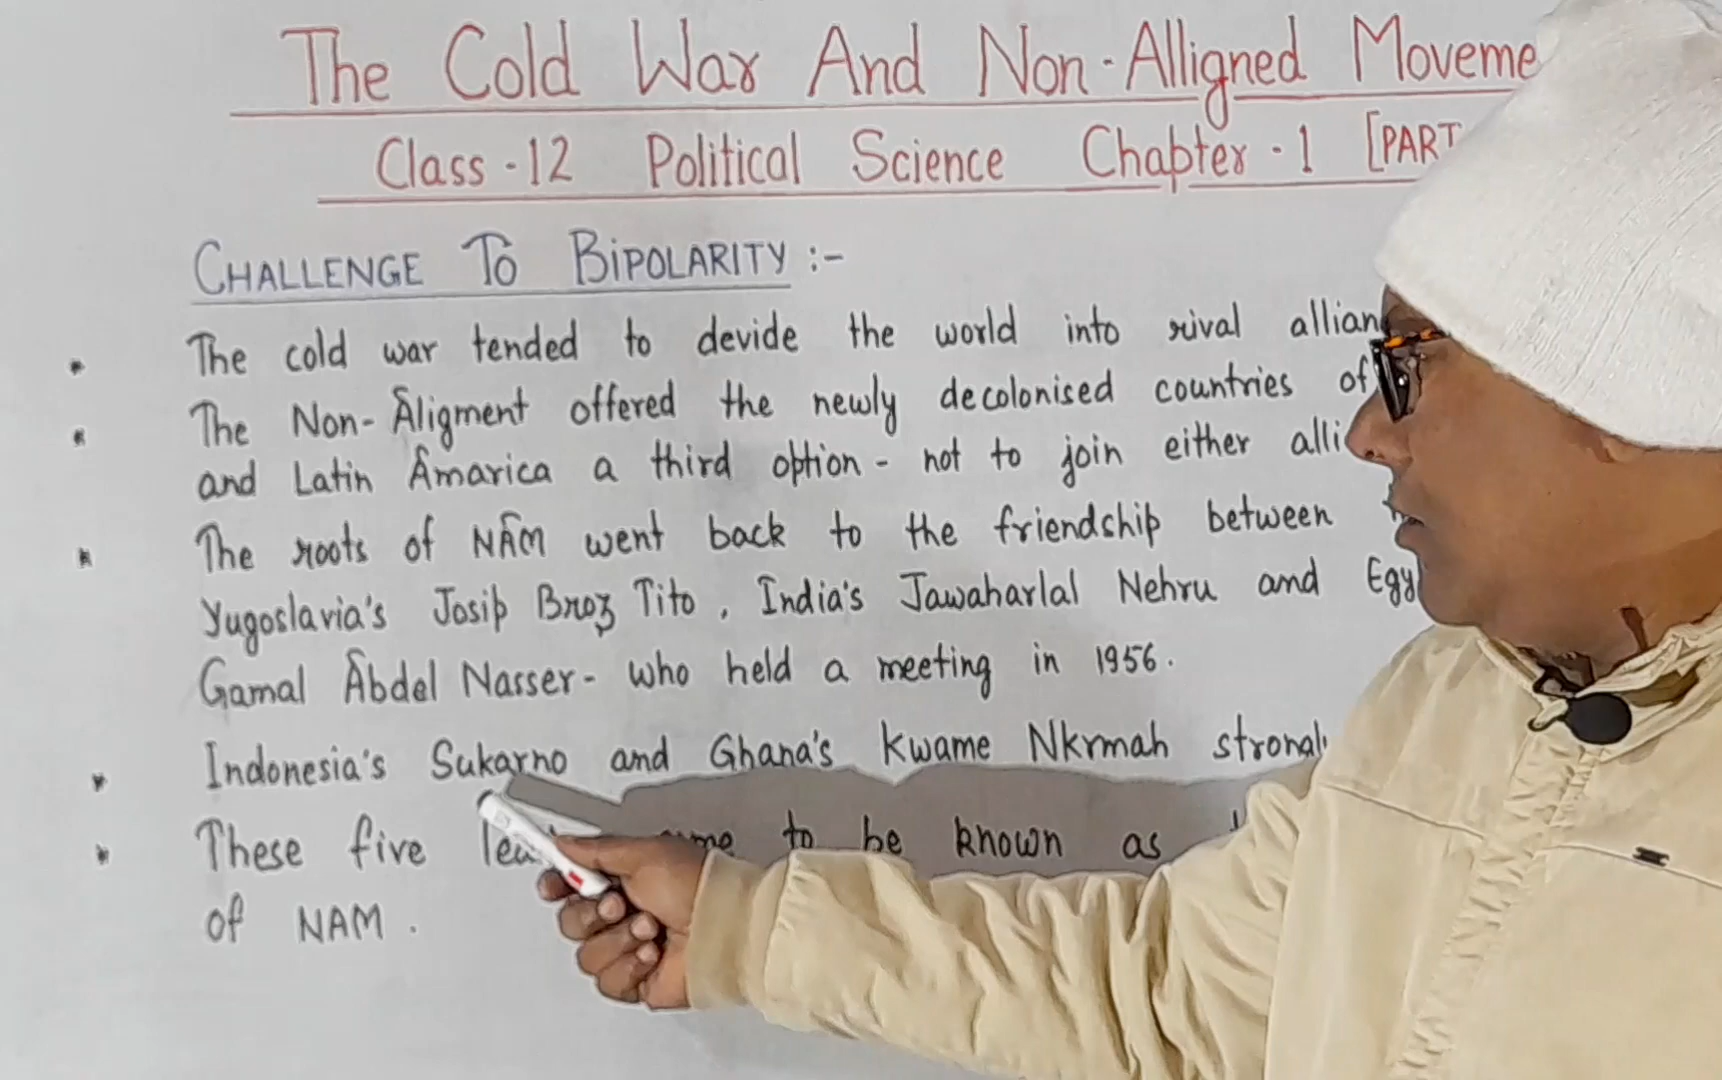 The Cold War And Non-Alligned Moveme
Class-12 Political Science Chapter-1 [PART
CHALLENGE TO BIPOLARITY :-
The cold war tended to devide the world into rival allian
The Non-Aligment offered the newly decolonised countries of
and Latin Amarica a third option - not to join either alli
The roots of NAM went back to the friendship between
Yugoslavia's Josip Broz Tito, India's Jawaharlal Nehru and Egy
Gamal Abdel Nasser - who held a meeting in 1956.
Indonesia's Sukarno and Ghana's Kwame Nkrmah strongl
These five lea to be known as
of NAM.